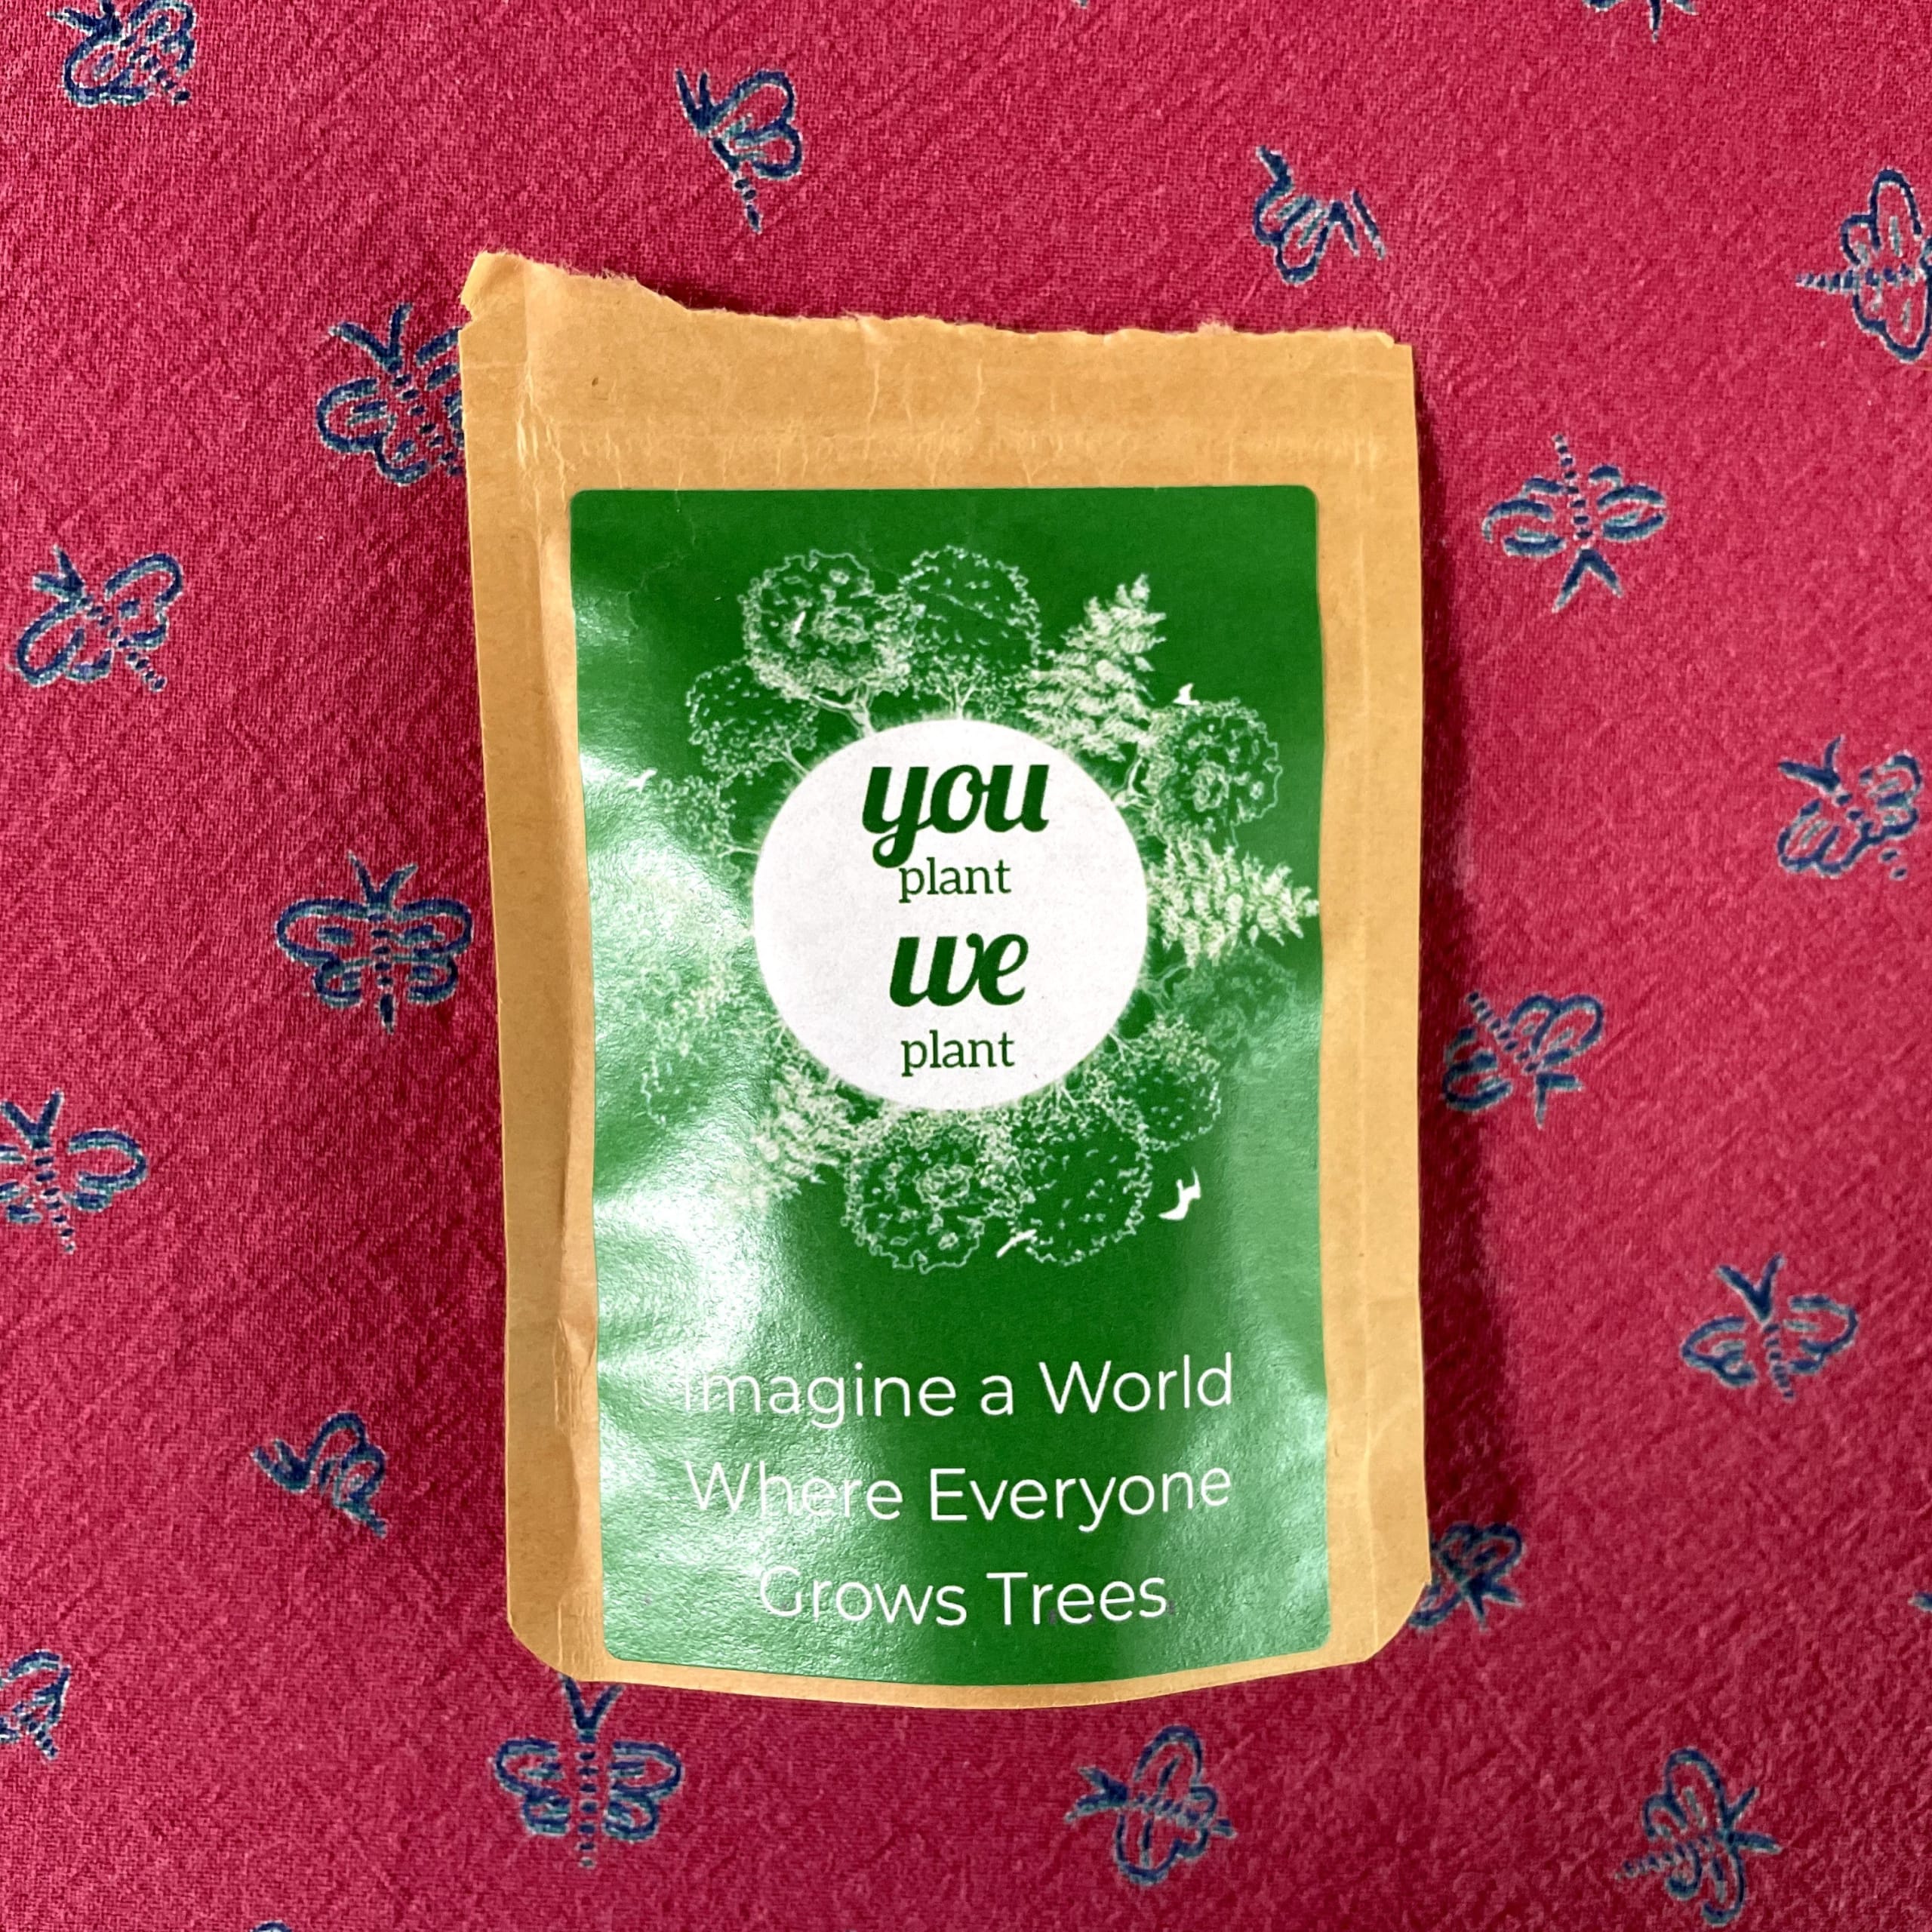 you
plant
we
plant
Imagine a World
Where Everyone
Grows Trees